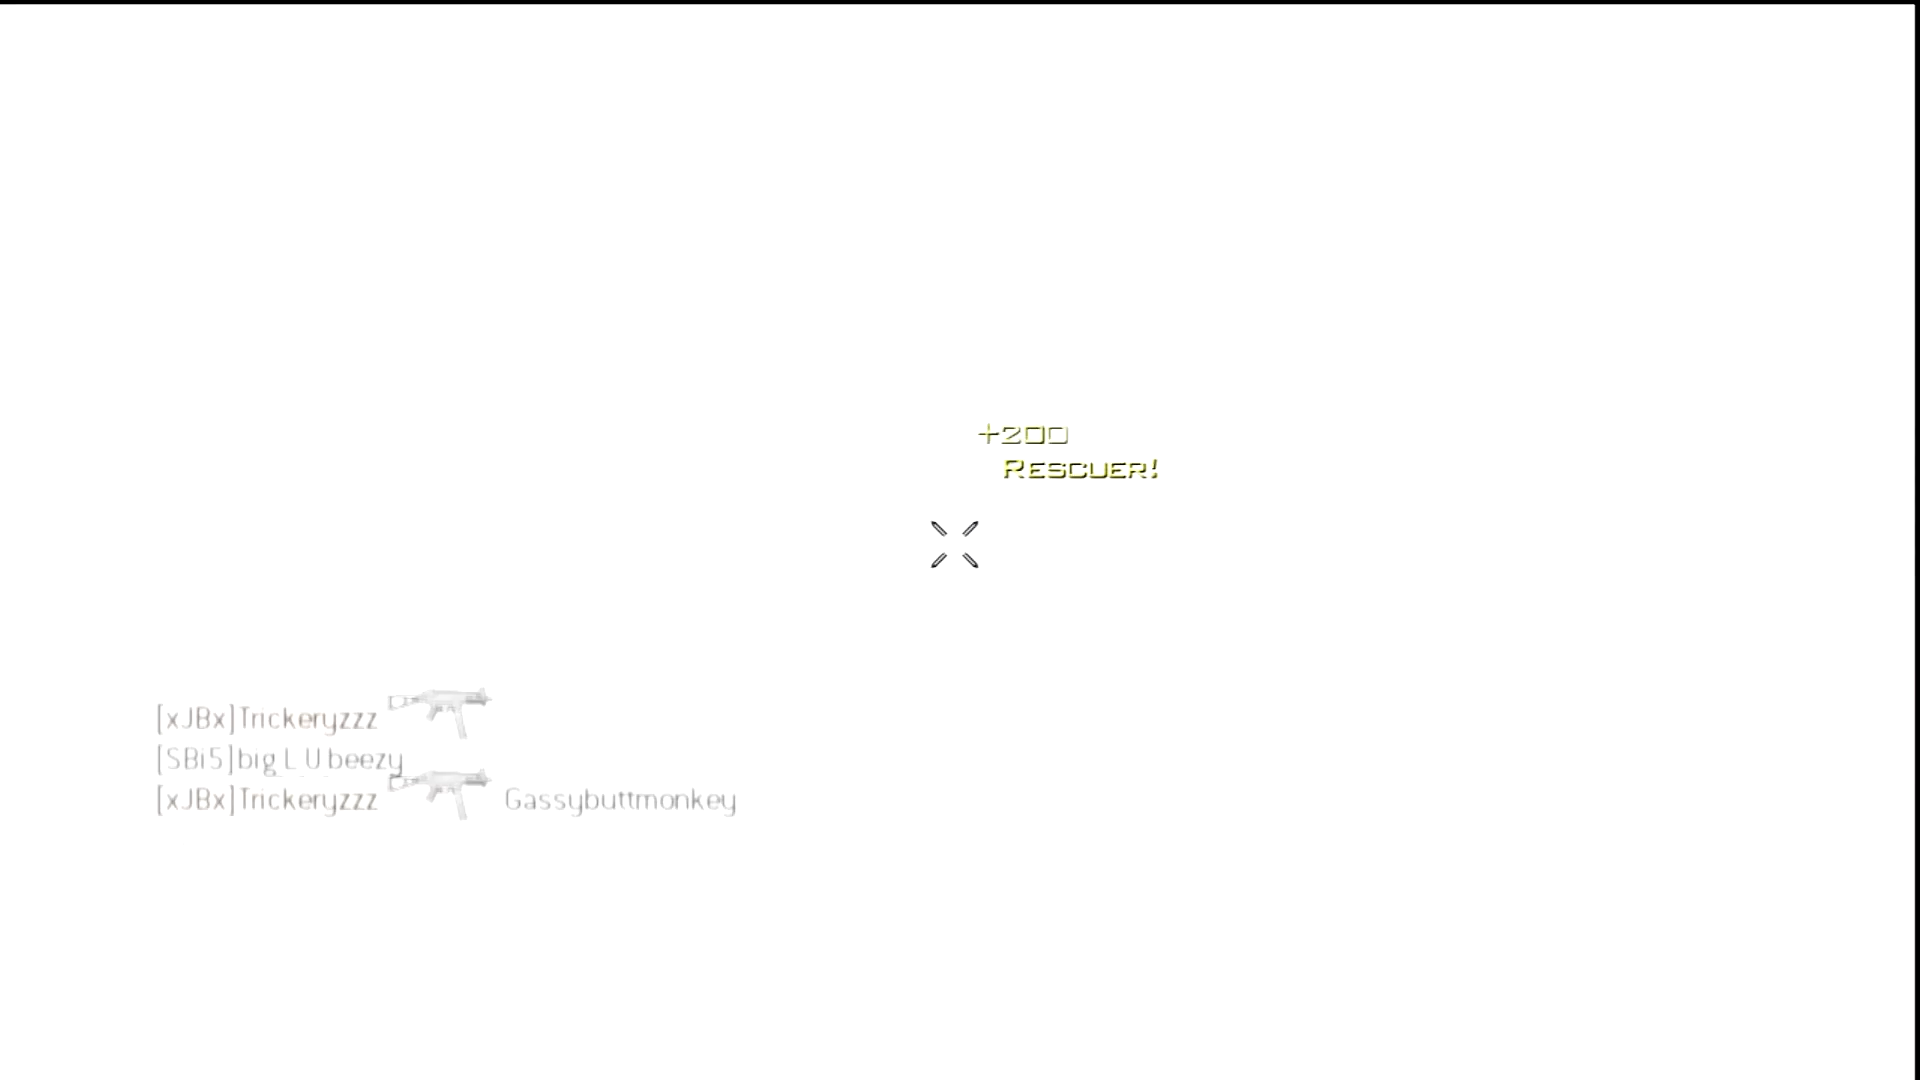 +200
Rescuer!
[xJBx]Trickeryzzz
[SBi5]big L U beezy
[xJBx]Trickeryzzz Gassybuttmonkey